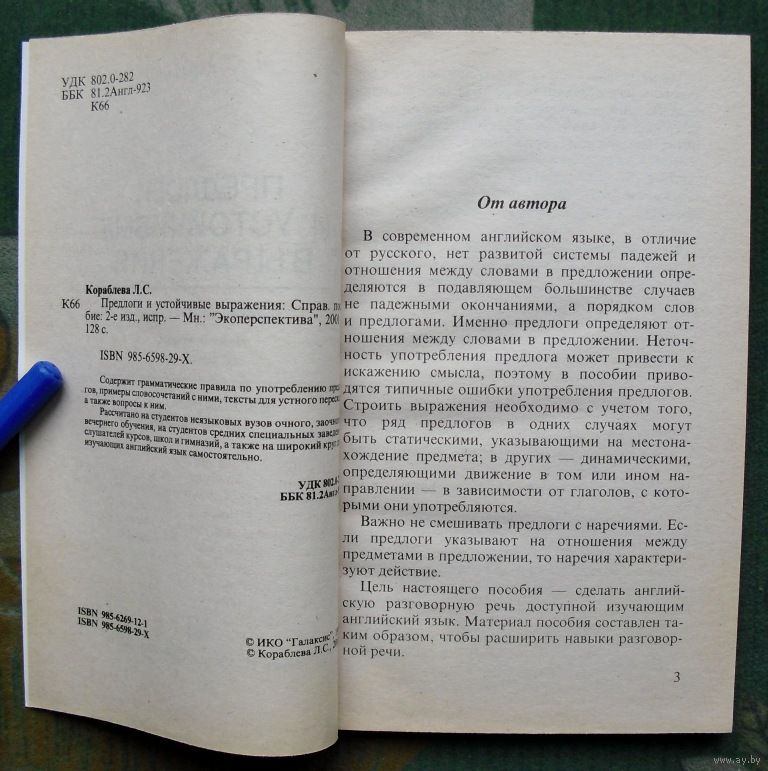 УДК 802.0-282
ББК 81.2Англ-923
К66
Кораблева Л.С.
К66 Предлоги и устойчивые выражения: Справ.
бие: 2-е изд., испр. — Мн.: "Экоперспектива",
128 с.
ISBN 985-6598-29-X.
Содержит грамматические правила по употреблению
гов, примеры словосочетаний с ними, тексты для устного
а также вопросы к ним.
Рассчитано на студентов неязыковых вузов очного,
вечернего обучения, на студентов средних специальных
слушателей курсов, школ и гимназий, а также на широкий
изучающих английский язык самостоятельно.
УДК
ББК
ISBN 985-6269-12-1
ISBN 985-6598-29-X
© ИКО "Галаксис",
© Кораблева Л.С.,
От автора
В современном английском языке, в отличие
от русского, нет развитой системы падежей и
отношения между словами в предложении опре-
деляются в подавляющем большинстве случаев
не падежными окончаниями, а порядком слов
и предлогами. Именно предлоги определяют от-
ношения между словами в предложении. Неточ-
ность употребления предлога может привести к
искажению смысла, поэтому в пособии приво-
дятся типичные ошибки употребления предлогов.
Строить выражения необходимо с учетом того,
что ряд предлогов в одних случаях могут
быть статическими, указывающими на местона-
хождение предмета; в других — динамическими,
определяющими движение в том или ином на-
правлении — в зависимости от глаголов, с кото-
рыми они употребляются.
Важно не смешивать предлоги с наречиями. Ес-
ли предлоги указывают на отношения между
предметами в предложении, то наречия характери-
зуют действие.
Цель настоящего пособия — сделать англий-
скую разговорную речь доступной изучающим
английский язык. Материал пособия составлен та-
ким образом, чтобы расширить навыки разговор-
ной речи.
3
www.ay.by